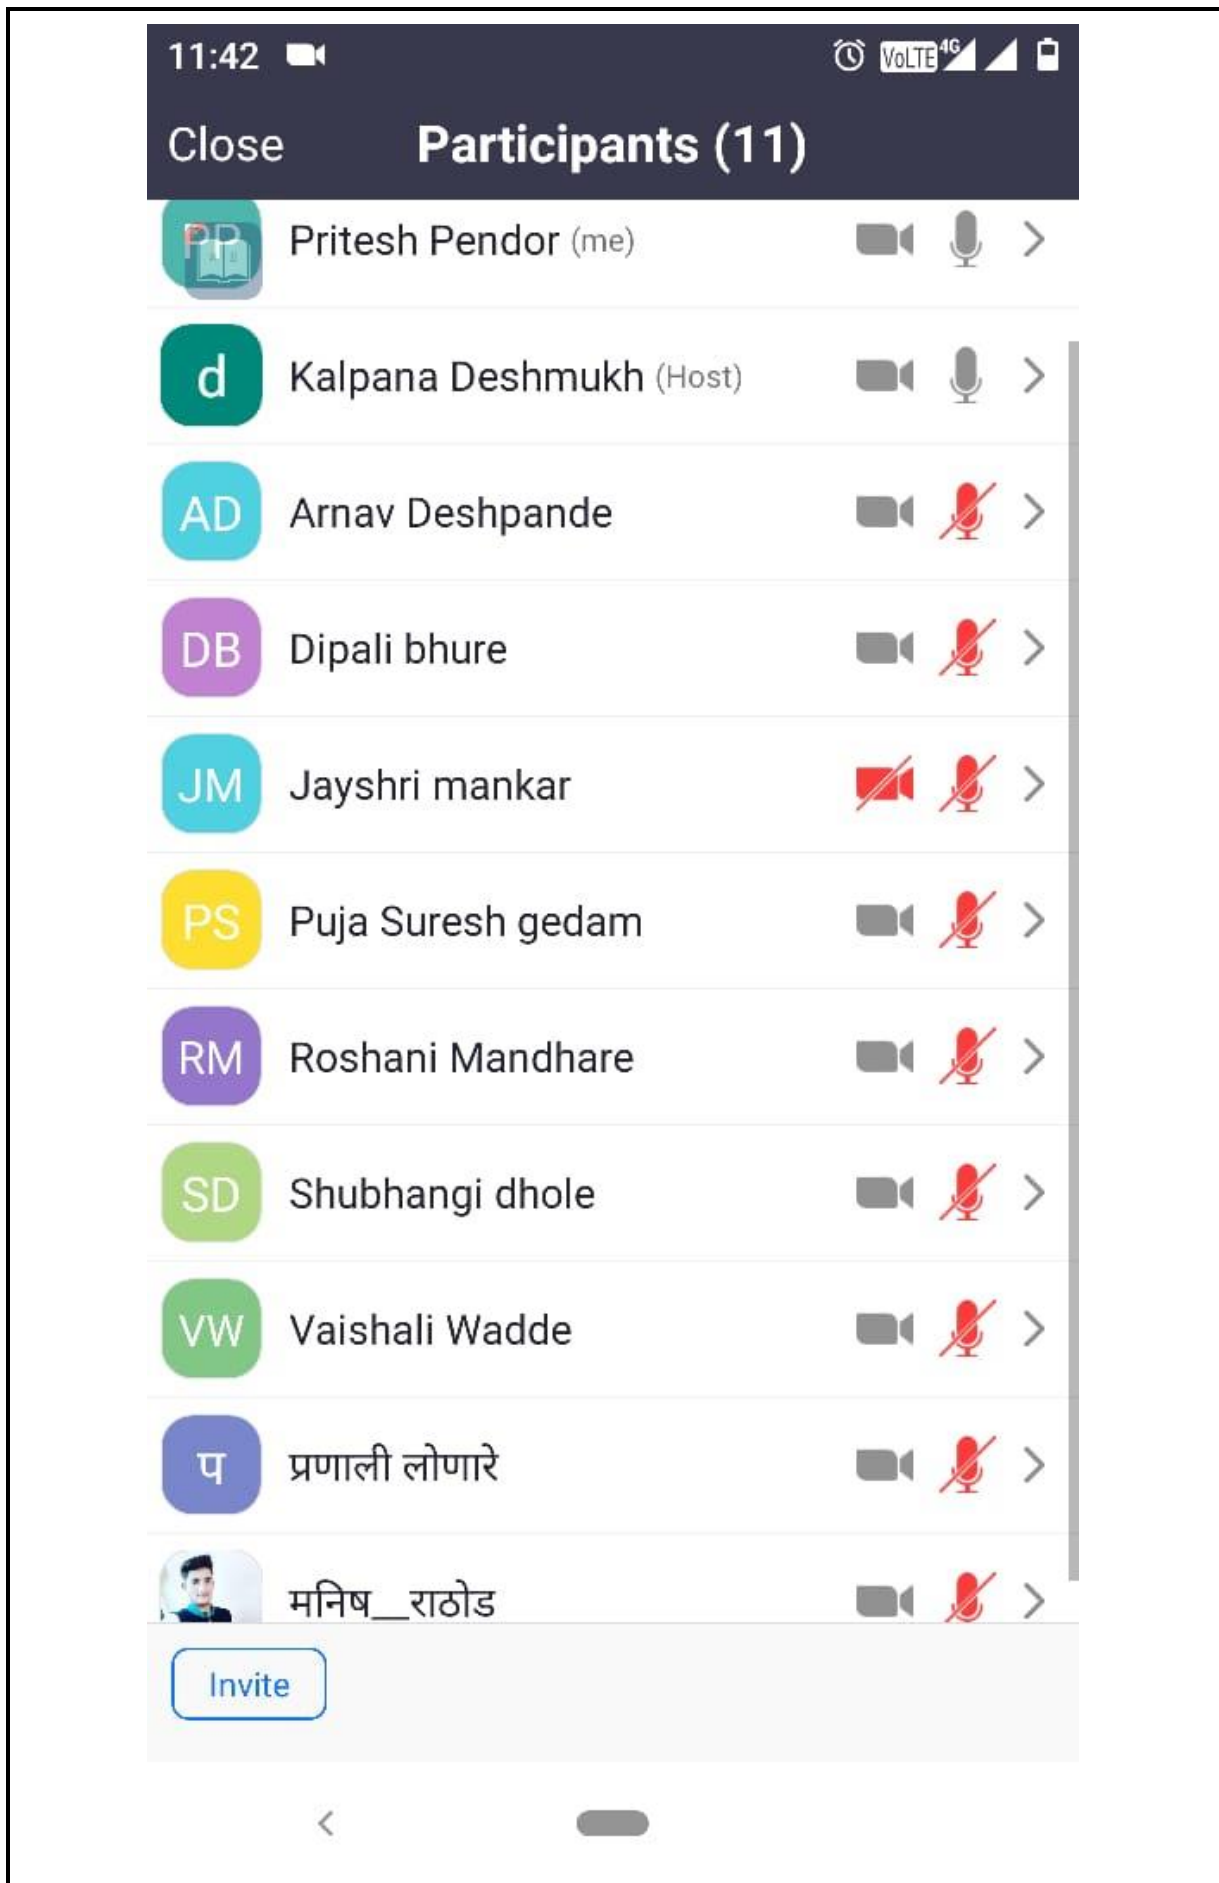 11:42 VoLTE 4G
Close Participants (11)
PP Pritesh Pendor (me)
d Kalpana Deshmukh (Host)
AD Arnav Deshpande
DB Dipali bhure
JM Jayshri mankar
PS Puja Suresh gedam
RM Roshani Mandhare
SD Shubhangi dhole
VW Vaishali Wadde
प प्रणाली लोणारे
मनिष__राठोड
Invite